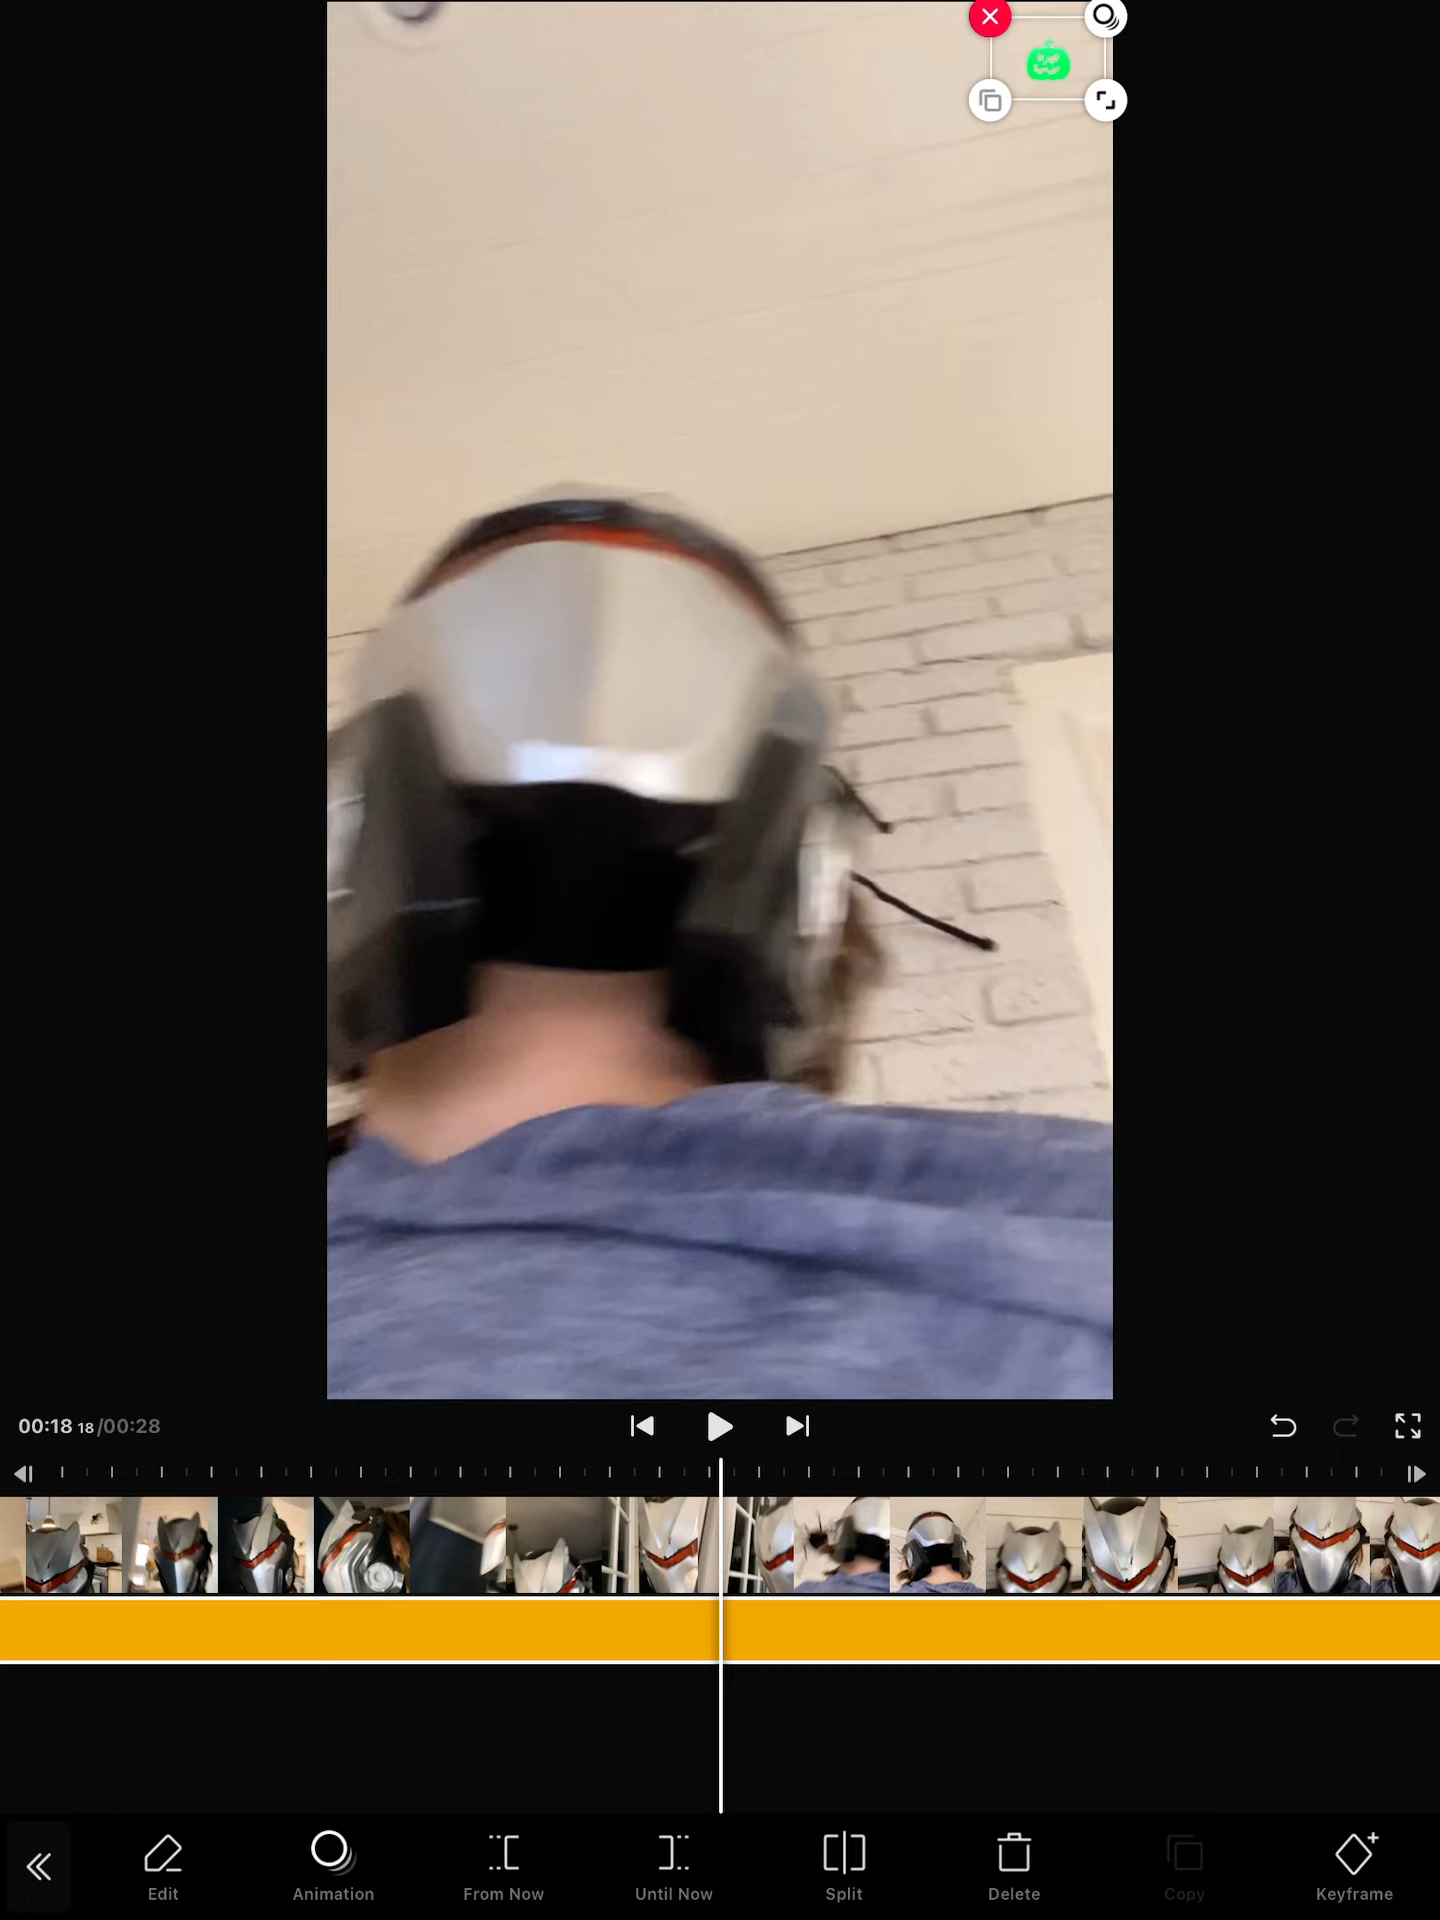 00:18 18 /00:28
Edit
Animation
From Now
Until Now
Split
Delete
Copy
Keyframe